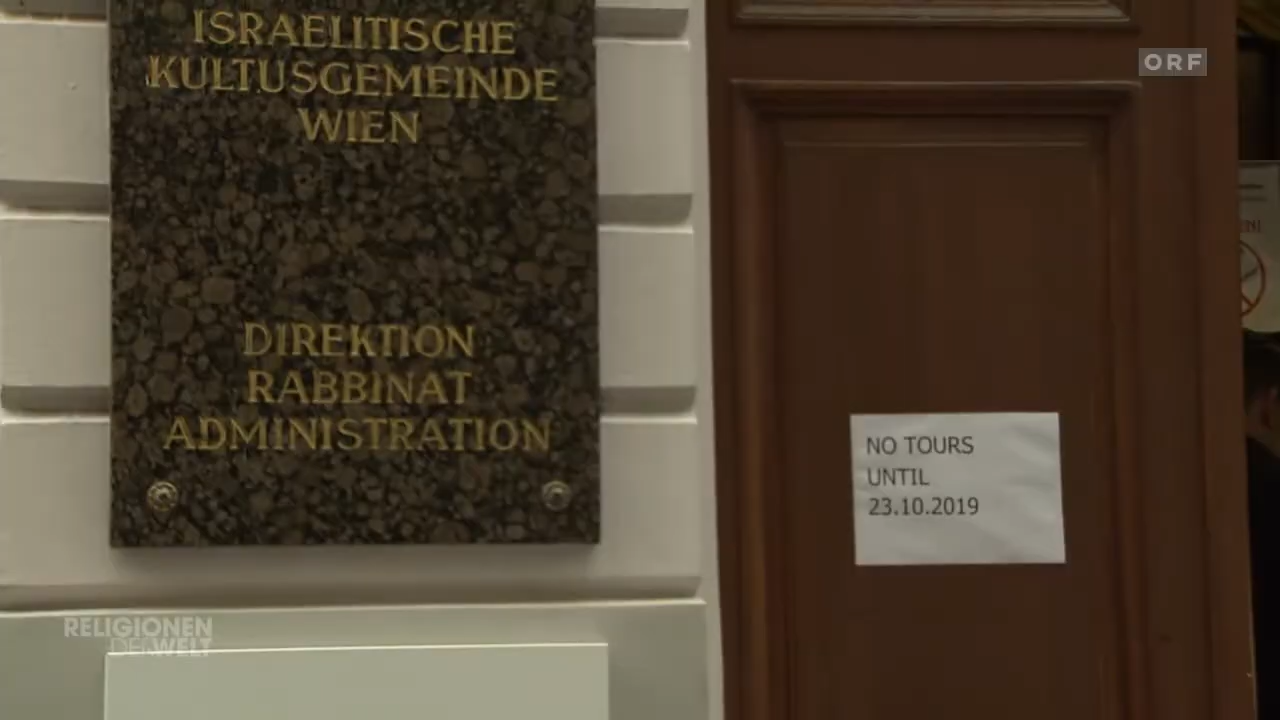 ISRAELITISCHE
KULTUSGEMEINDE
WIEN
DIREKTION
RABBINAT
ADMINISTRATION
NO TOURS
UNTIL
23.10.2019
ORF
RELIGIONEN
DER WELT